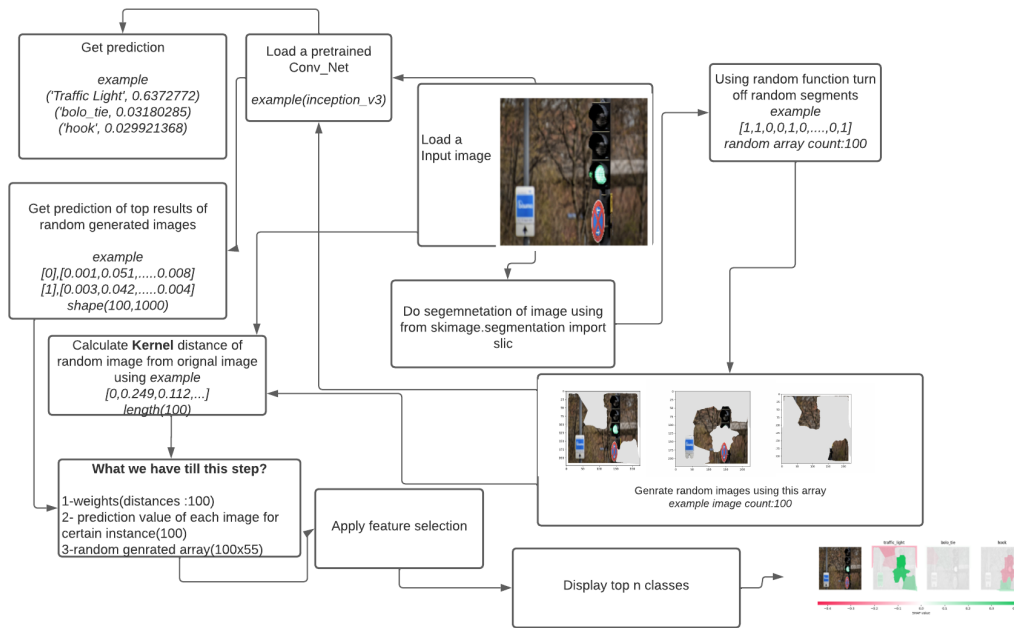 Get prediction
example
('Traffic Light', 0.6372772)
('bolo_tie, 0.03180285)
('hook', 0.029921368)
Load a pretrained
Conv_Net
example(inception_v3)
Load a
Input image
Using random function turn
off random segments
example
[1,1,0,0,1,0,....,0,1]
random array count:100
Get prediction of top results of
random generated images
example
[0],[0.001,0.051,.....0.008]
[1],[0.003,0.042,.....0.004]
shape(100,1000)
Do segemnetation of image using
from skimage.segmentation import
slic
Calculate Kernel distance of
random image from orignal image
using example
[0,0.249,0.112,...]
length(100)
Genrate random images using this array
example image count:100
What we have till this step?
1-weights(distances :100)
2- prediction value of each image for
certain instance(100)
3-random genrated array(100x55)
Apply feature selection
Display top n classes
traffic_light
bolo_tie
hook